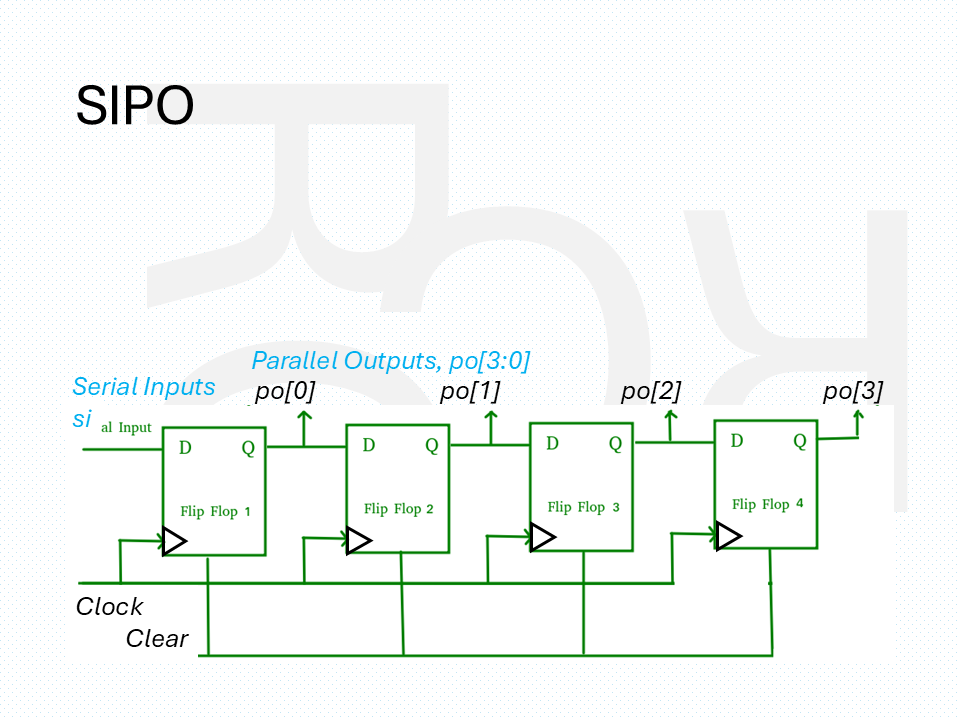 SIPO
Parallel Outputs, po[3:0]
Serial Inputs
si
po[0] po[1] po[2] po[3]
al Input
D Q D Q D Q D Q
Flip Flop 1 Flip Flop 2 Flip Flop 3 Flip Flop 4
Clock
Clear